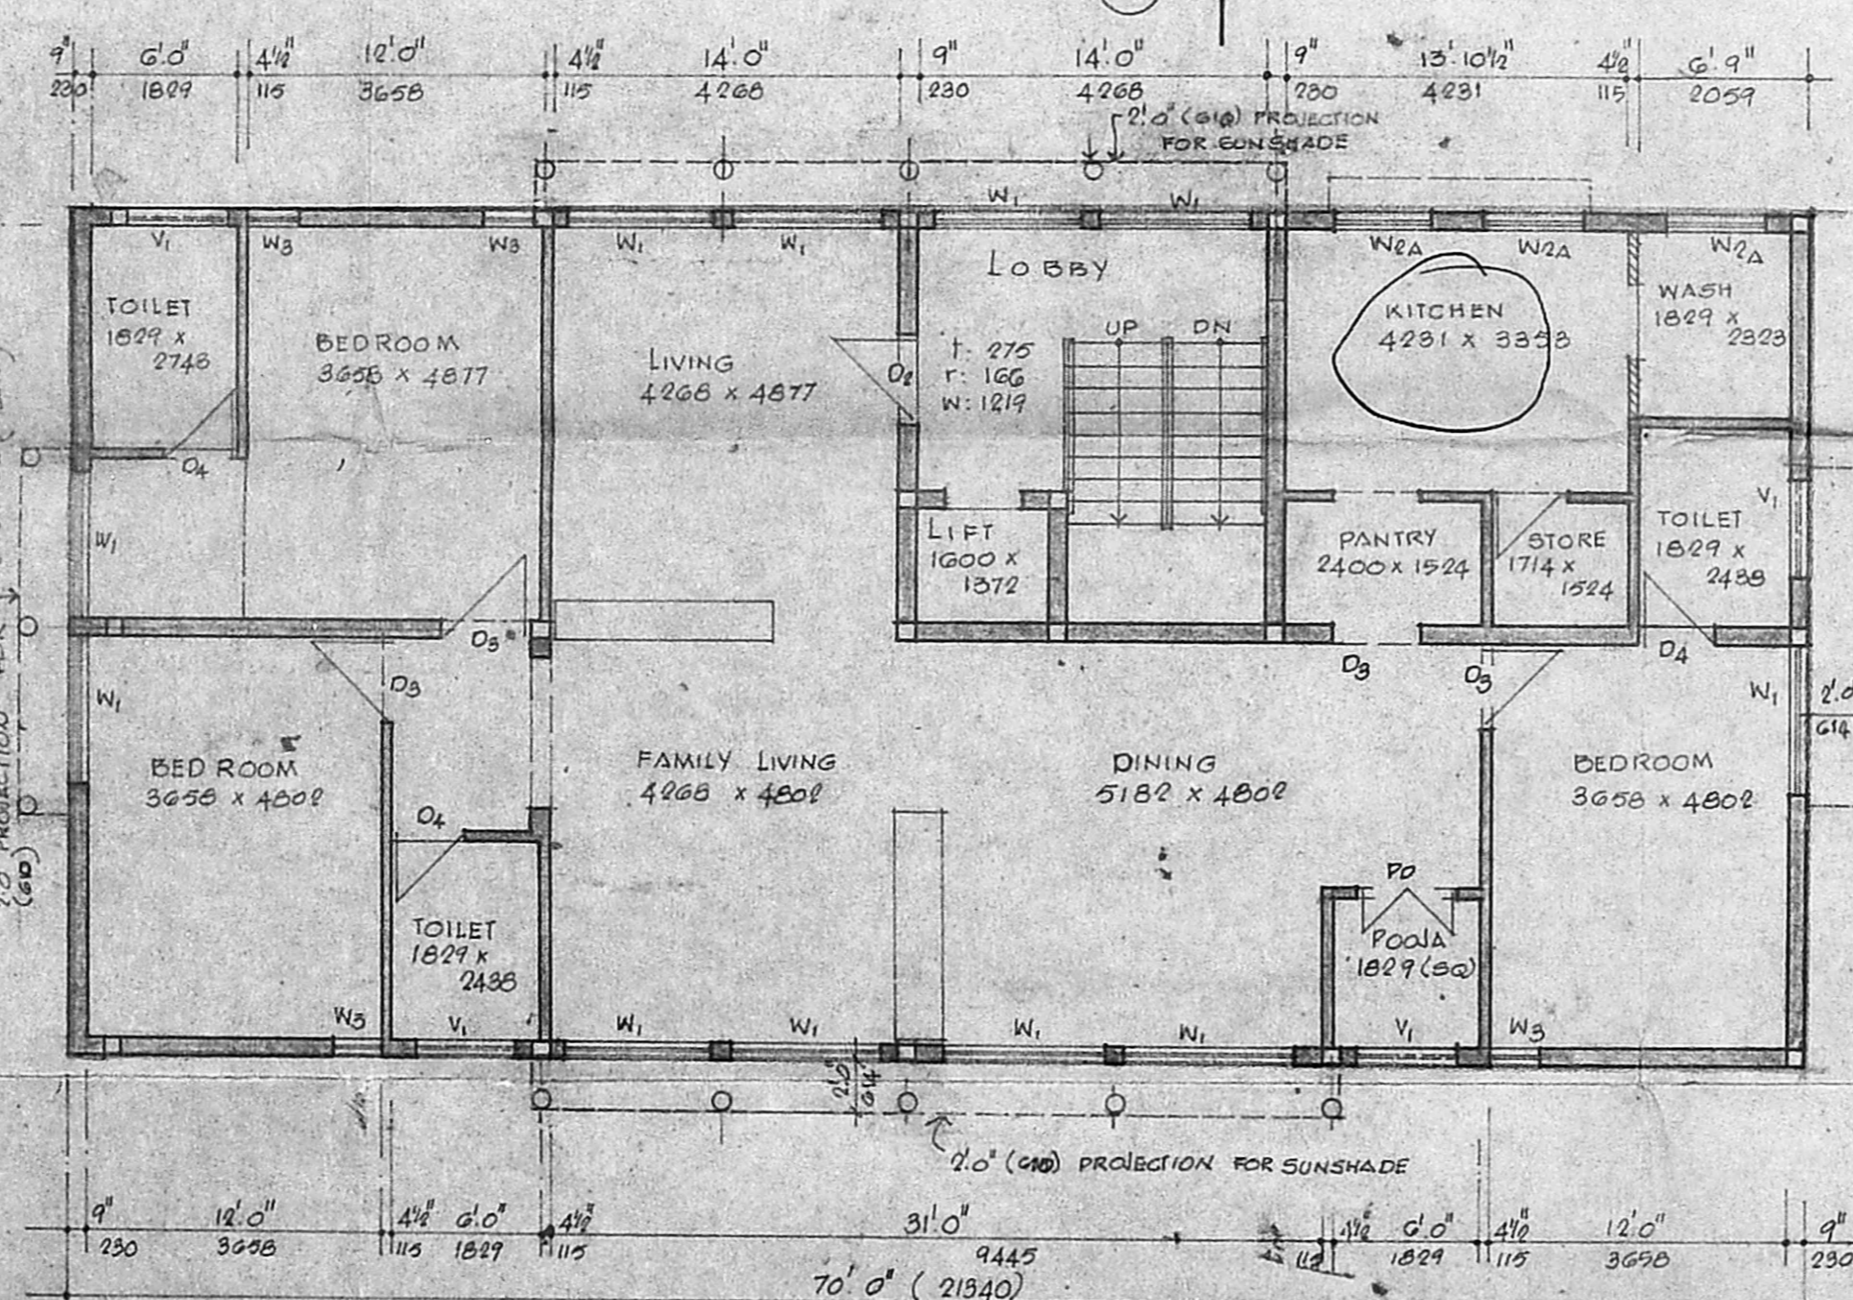 9" 6'0" 4½" 12'0" 4½" 14'0" 9" 14'0" 9" 13'10½" 4½" 6'9"
230 1829 115 3658 115 4268 230 4268 230 4231 115 2059
2'.0" (610) PROJECTION
FOR SUNSHADE
W1 W1
V1 W3 W3 W1 W1 W2A W2A W2A
LOBBY
TOILET
1829 x
2743
BEDROOM
3658 x 4877
LIVING
4268 x 4877
UP DN
t: 275
r: 166
W: 1219
D2
KITCHEN
4231 x 3353
WASH
1829 x
2323
D4
W1
LIFT
1600 x
1372
PANTRY
2400 x 1524
STORE
1714 x
1524
TOILET
1829 x
2438
V1
D3
D3
D3
D3
D4
W1
W1
2'.0"
614
BED ROOM
3658 x 4802
FAMILY LIVING
4268 x 4802
DINING
5182 x 4802
BEDROOM
3658 x 4802
PROJECTION
D4
PD
TOILET
1829 x
2438
POOJA
1829 (SQ)
W3 V1 W1 W1 W1 W1 V1 W3
2'.0"
614
2'.0" PROJECTION FOR SUNSHADE
9" 12'0" 4½" 6'0" 4½" 31'0" 4½" 6'0" 4½" 12'0" 9"
230 3658 115 1829 115 9445 115 1829 115 3658 230
70'0" (21340)